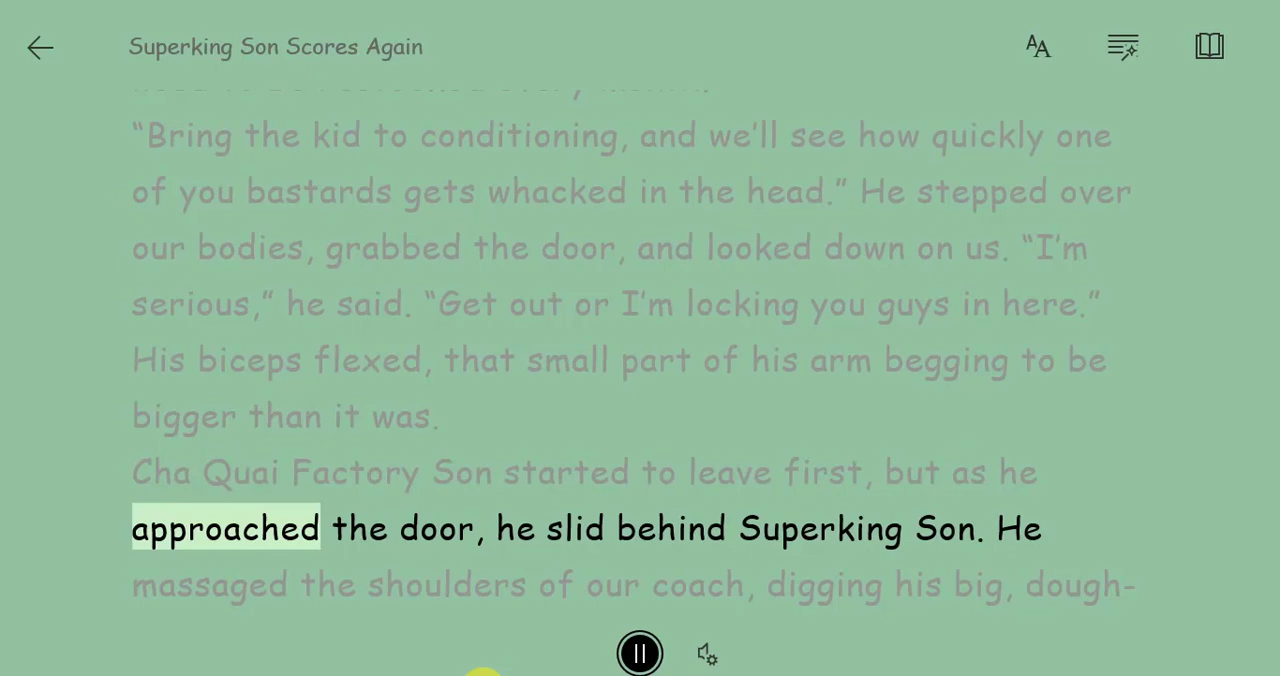 Superking Son Scores Again
“Bring the kid to conditioning, and we’ll see how quickly one
of you bastards gets whacked in the head.” He stepped over
our bodies, grabbed the door, and looked down on us. “I’m
serious,” he said. “Get out or I’m locking you guys in here.”
His biceps flexed, that small part of his arm begging to be
bigger than it was.
Cha Quai Factory Son started to leave first, but as he
approached the door, he slid behind Superking Son. He
massaged the shoulders of our coach, digging his big, dough-